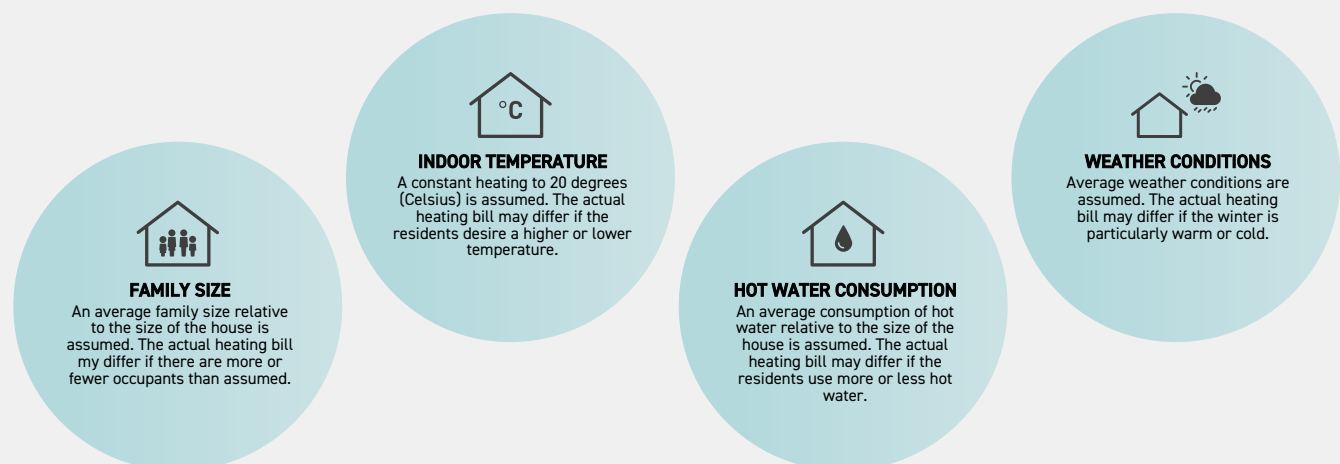 FAMILY SIZE
An average family size relative
to the size of the house is
assumed. The actual heating bill
my differ if there are more or
fewer occupants than assumed.
°C
INDOOR TEMPERATURE
A constant heating to 20 degrees
(Celsius) is assumed. The actual
heating bill may differ if the
residents desire a higher or lower
temperature.
HOT WATER CONSUMPTION
An average consumption of hot
water relative to the size of the
house is assumed. The actual
heating bill may differ if the
residents use more or less hot
water.
WEATHER CONDITIONS
Average weather conditions are
assumed. The actual heating
bill may differ if the winter is
particularly warm or cold.